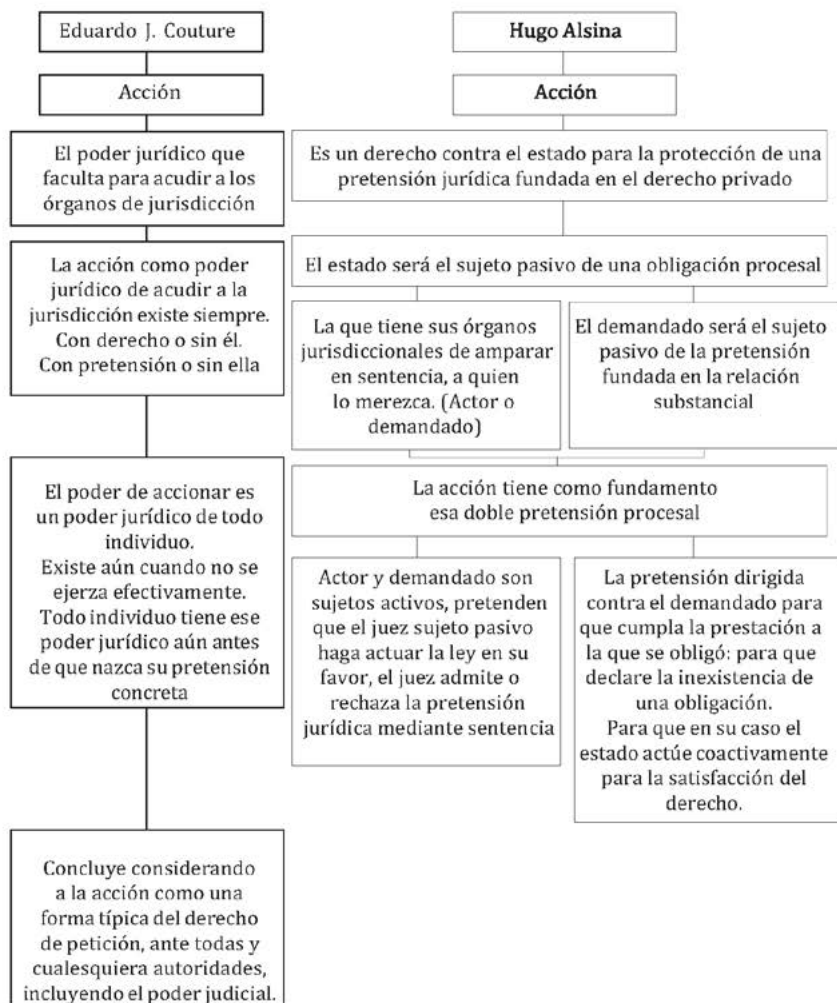 Eduardo J. Couture
Acción
El poder jurídico que
faculta para acudir a los
órganos de jurisdicción
La acción como poder
jurídico de acudir a la
jurisdicción existe siempre.
Con derecho o sin él.
Con pretensión o sin ella
El poder de accionar es
un poder jurídico de todo
individuo.
Existe aún cuando no se
ejerza efectivamente.
Todo individuo tiene ese
poder jurídico aún antes
de que nazca su pretensión
concreta
Concluye considerando
a la acción como una
forma típica del derecho
de petición, ante todas y
cualesquiera autoridades,
incluyendo el poder judicial.
Hugo Alsina
Acción
Es un derecho contra el estado para la protección de una
pretensión jurídica fundada en el derecho privado
El estado será el sujeto pasivo de una obligación procesal
La que tiene sus órganos
jurisdiccionales de amparar
en sentencia, a quien
lo merezca. (Actor o
demandado)
El demandado será el sujeto
pasivo de la pretensión
fundada en la relación
substancial
La acción tiene como fundamento
esa doble pretensión procesal
Actor y demandado son
sujetos activos, pretenden
que el juez sujeto pasivo
haga actuar la ley en su
favor, el juez admite o
rechaza la pretensión
jurídica mediante sentencia
La pretensión dirigida
contra el demandado para
que cumpla la prestación a
la que se obligó: para que
declare la inexistencia de
una obligación.
Para que en su caso el
estado actúe coactivamente
para la satisfacción del
derecho.